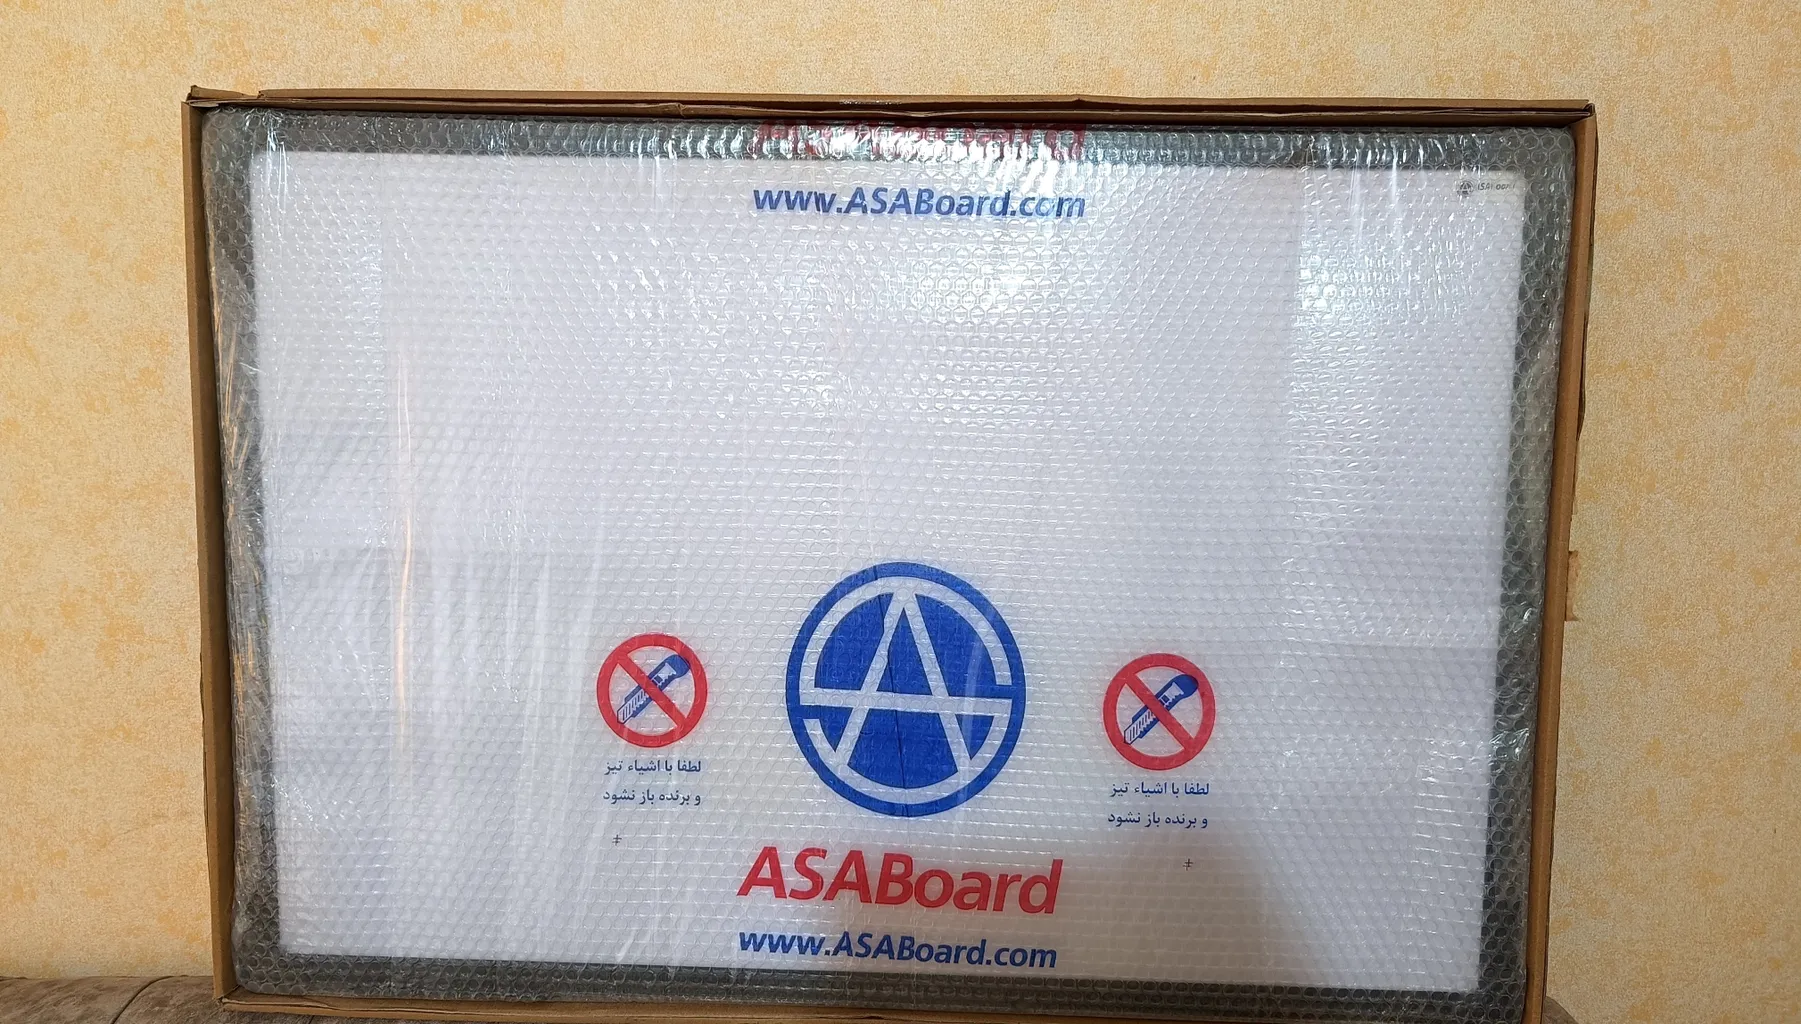 www.ASABoard.com
ASABoard
لطفا با اشیاء تیز
و برنده باز نشود
لطفا با اشیاء تیز
و برنده باز نشود
ASABoard
www.ASABoard.com